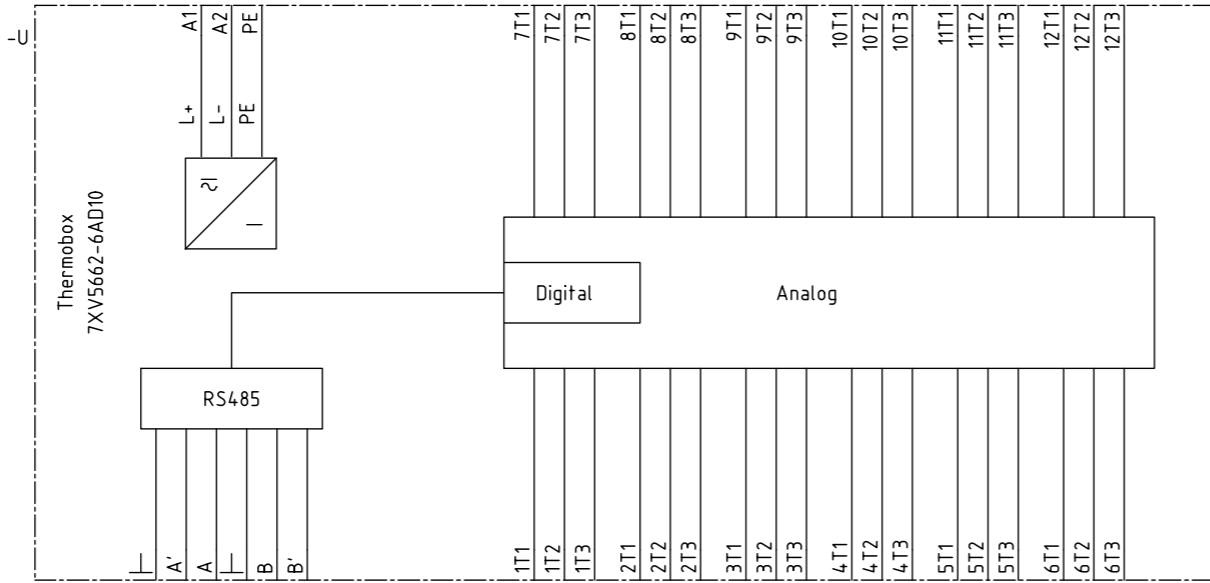 -U
A1
A2
PE
7T1
7T2
7T3
8T1
8T2
8T3
9T1
9T2
9T3
10T1
10T2
10T3
11T1
11T2
11T3
12T1
12T2
12T3
L+
L-
PE
Thermobox
7XV5662-6AD10
Digital
Analog
RS485
A'
A
B
B'
1T1
1T2
1T3
2T1
2T2
2T3
3T1
3T2
3T3
4T1
4T2
4T3
5T1
5T2
5T3
6T1
6T2
6T3